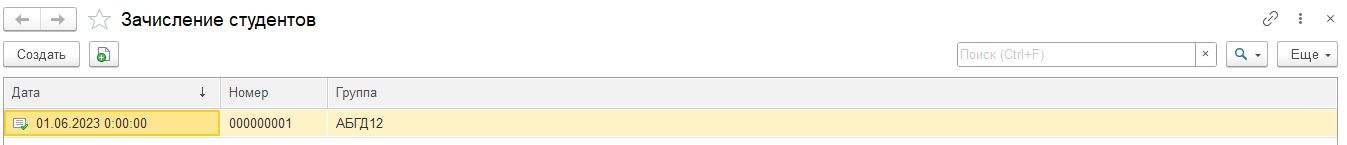 Зачисление студентов
Создать
Поиск (Ctrl+F)
×
Еще
Дата ↓ Номер Группа
01.06.2023 0:00:00 000000001 АБГД12